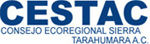 CESTAC
CONSEJO ECOREGIONAL SIERRA
TARAHUMARA A.C.